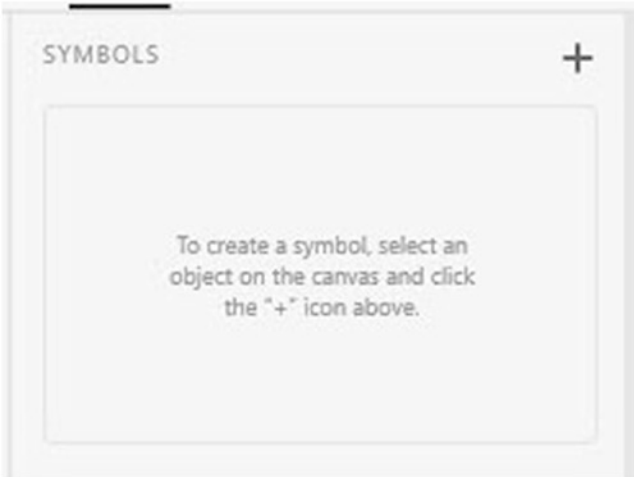 SYMBOLS
+
To create a symbol, select an
object on the canvas and click
the "+" icon above.